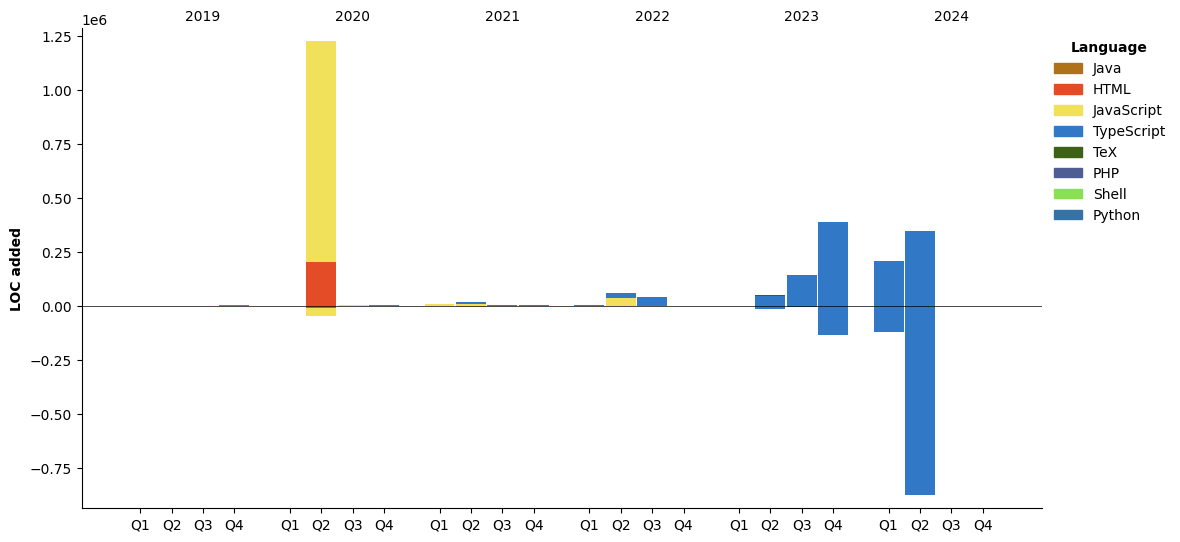 2019 2020 2021 2022 2023 2024
1e6
1.25
1.00
0.75
0.50
0.25
0.00
−0.25
−0.50
−0.75
LOC added
Q1 Q2 Q3 Q4 Q1 Q2 Q3 Q4 Q1 Q2 Q3 Q4 Q1 Q2 Q3 Q4 Q1 Q2 Q3 Q4 Q1 Q2 Q3 Q4
Language
Java
HTML
JavaScript
TypeScript
TeX
PHP
Shell
Python